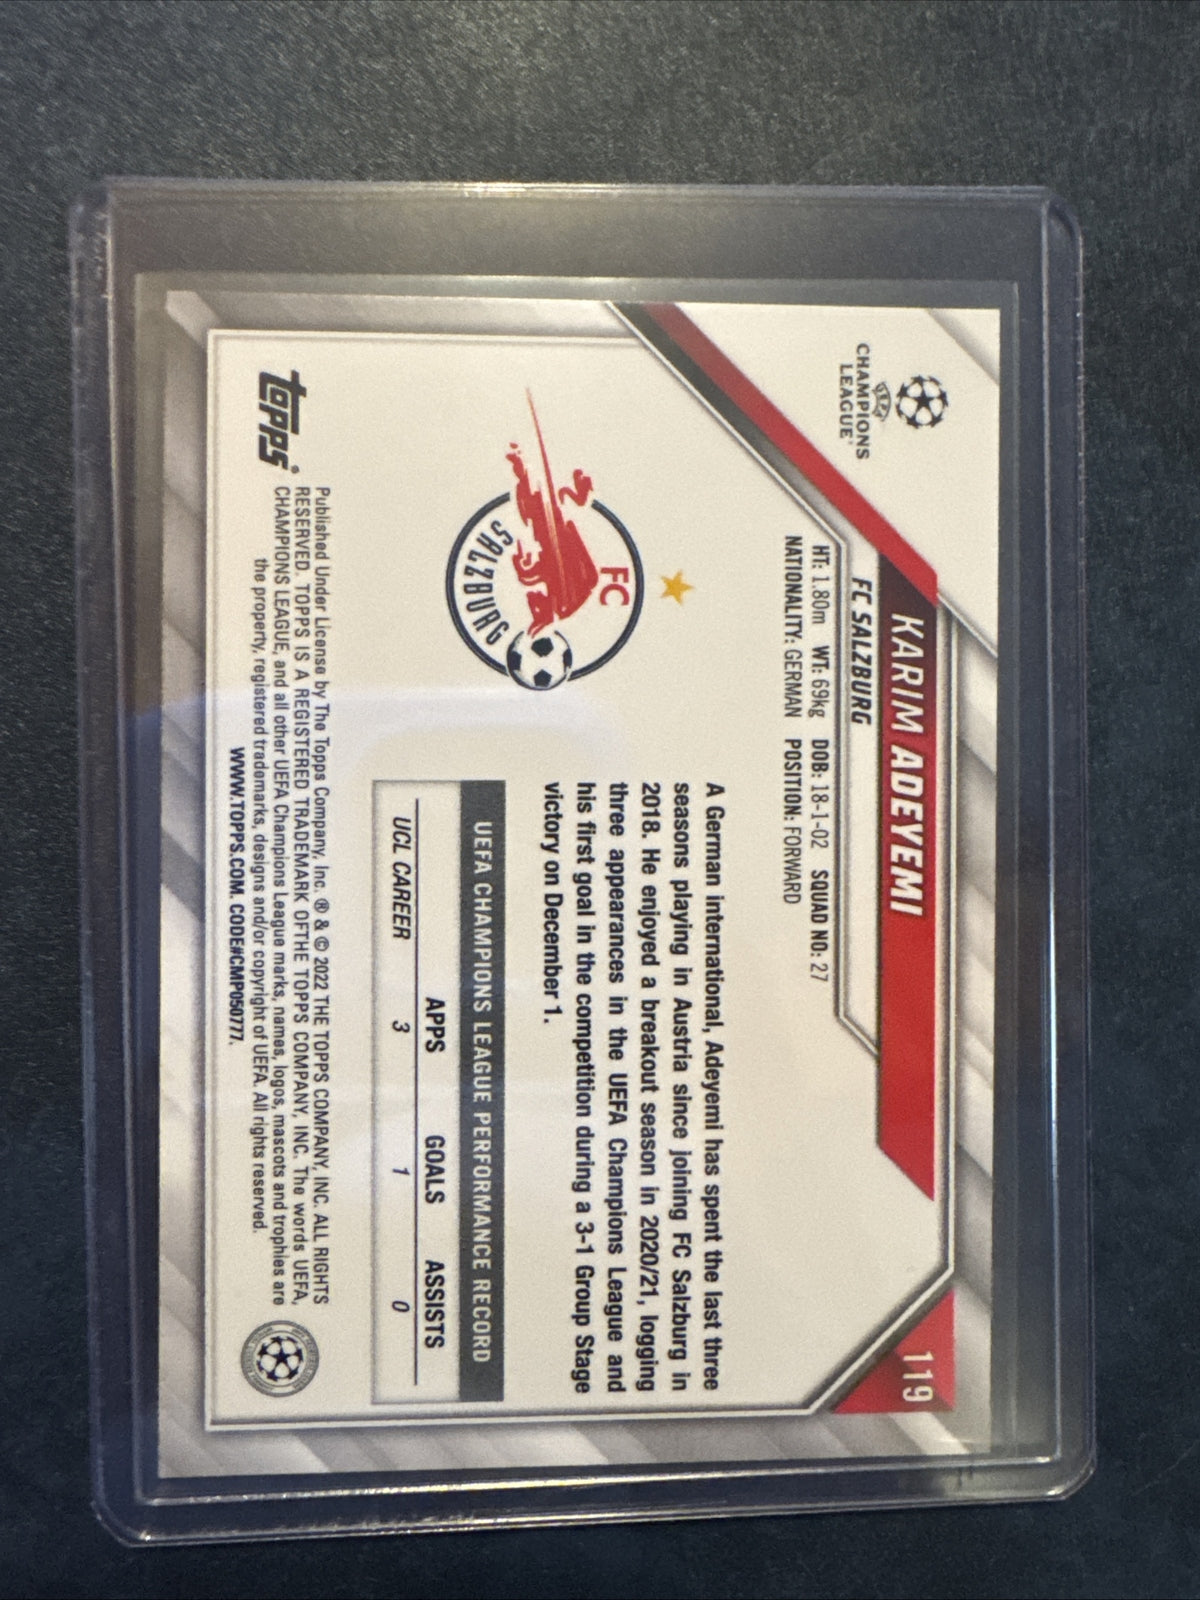 119
CHAMPIONS
LEAGUE®
KARIM ADEYEMI
FC SALZBURG
HT: 1.80m WT: 69kg DOB: 18-1-02 SQUAD NO: 27
NATIONALITY: GERMAN POSITION: FORWARD
FC
SALZBURG
A German international, Adeyemi has spent the last three
seasons playing in Austria since joining FC Salzburg in
2018. He enjoyed a breakout season in 2020/21, logging
three appearances in the UEFA Champions League and
his first goal in the competition during a 3-1 Group Stage
victory on December 1.
UEFA CHAMPIONS LEAGUE PERFORMANCE RECORD
APPS GOALS ASSISTS
UCL CAREER 3 1 0
topps®
Published Under License by The Topps Company, Inc. ® & © 2022 THE TOPPS COMPANY, INC. ALL RIGHTS
RESERVED. TOPPS IS A REGISTERED TRADEMARK OFTHE TOPPS COMPANY, INC. The words UEFA,
CHAMPIONS LEAGUE, and all other UEFA Champions League marks, names, logos, mascots and trophies are
the property, registered trademarks, designs and/or copyright of UEFA. All rights reserved.
WWW.TOPPS.COM. CODE#CMP050777.